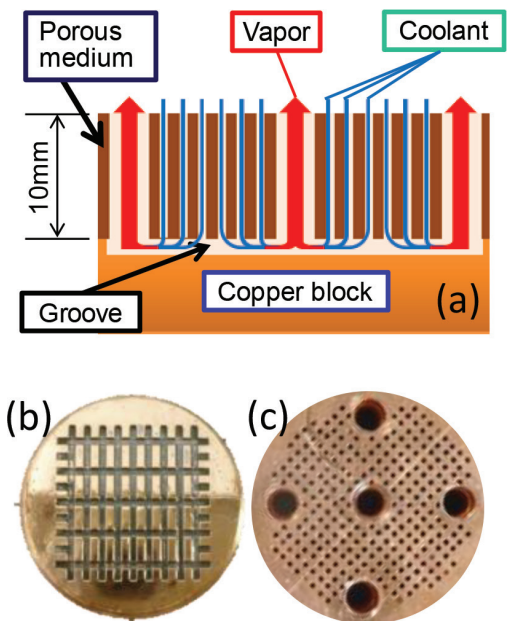 (a)
Porous
medium
Vapor
Coolant
10mm
Groove
Copper block
(b)
(c)